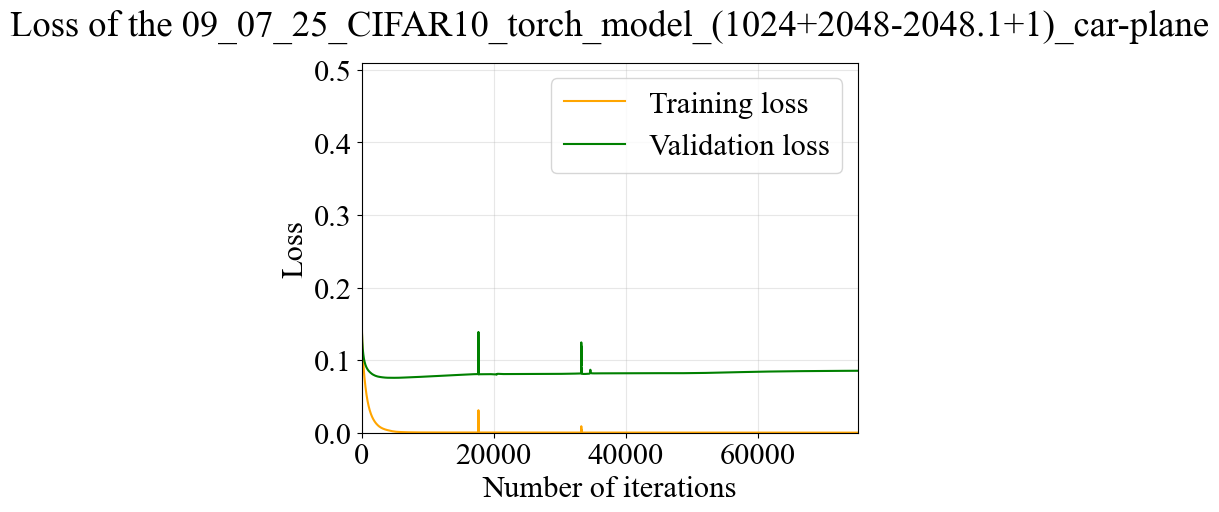 Loss of the 09_07_25_CIFAR10_torch_model_(1024+2048-2048.1+1)_car-plane
0.5
0.4
0.3
0.2
0.1
0.0
Loss
Training loss
Validation loss
0 20000 40000 60000
Number of iterations